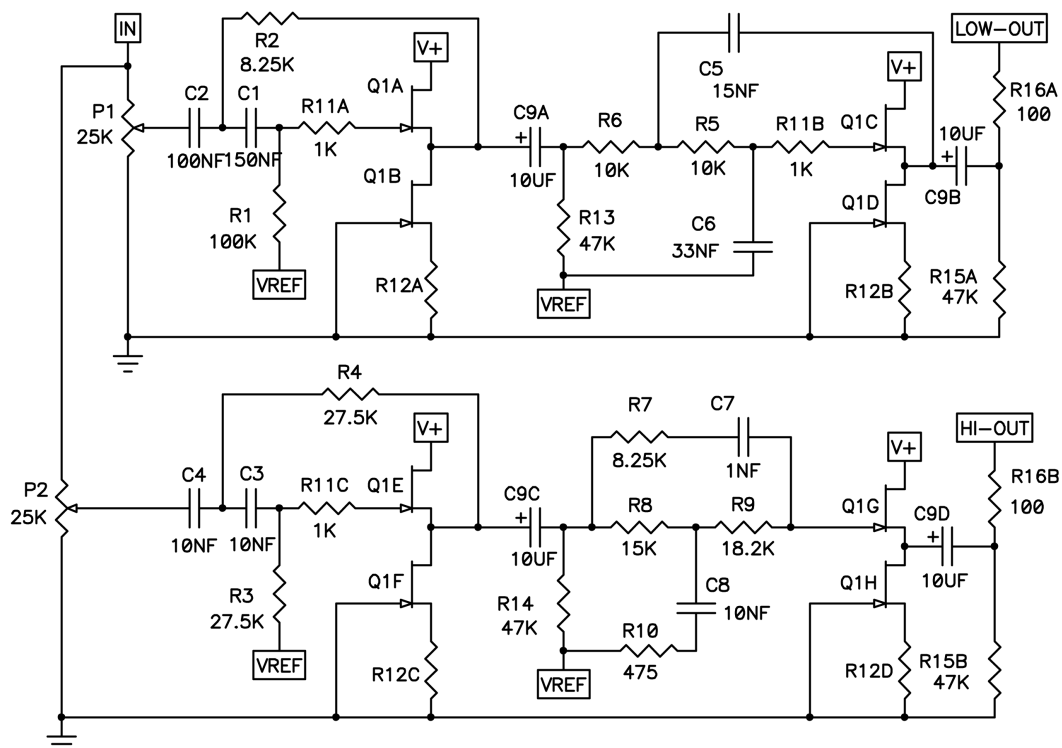 IN
LOW-OUT
R2
8.25K
V+
C5
15NF
V+
R16A
100
P1
25K
C2
C1
100NF
150NF
R11A
1K
Q1A
C9A
10UF
R6
10K
R5
10K
R11B
1K
Q1C
10UF
C9B
Q1B
R1
100K
VREF
R13
47K
C6
33NF
VREF
Q1D
R12A
R12B
R15A
47K
R4
27.5K
V+
R7
8.25K
C7
1NF
V+
HI-OUT
R16B
100
P2
25K
C4
C3
10NF
10NF
R11C
1K
Q1E
C9C
10UF
R8
15K
R9
18.2K
Q1G
C9D
10UF
Q1F
R3
27.5K
VREF
R14
47K
C8
10NF
R10
475
VREF
Q1H
R12C
R12D
R15B
47K
+
+
+
+